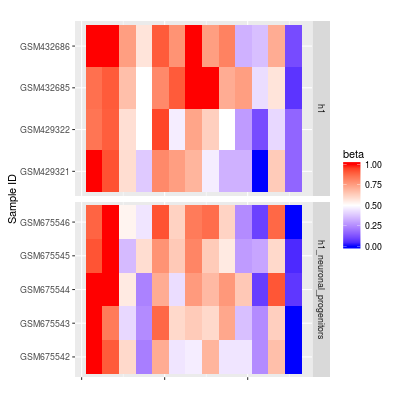 Sample ID
GSM432686
GSM432685
GSM429322
GSM429321
h1
GSM675546
GSM675545
GSM675544
GSM675543
GSM675542
h1_neuronal_progenitors
beta
1.00
0.75
0.50
0.25
0.00